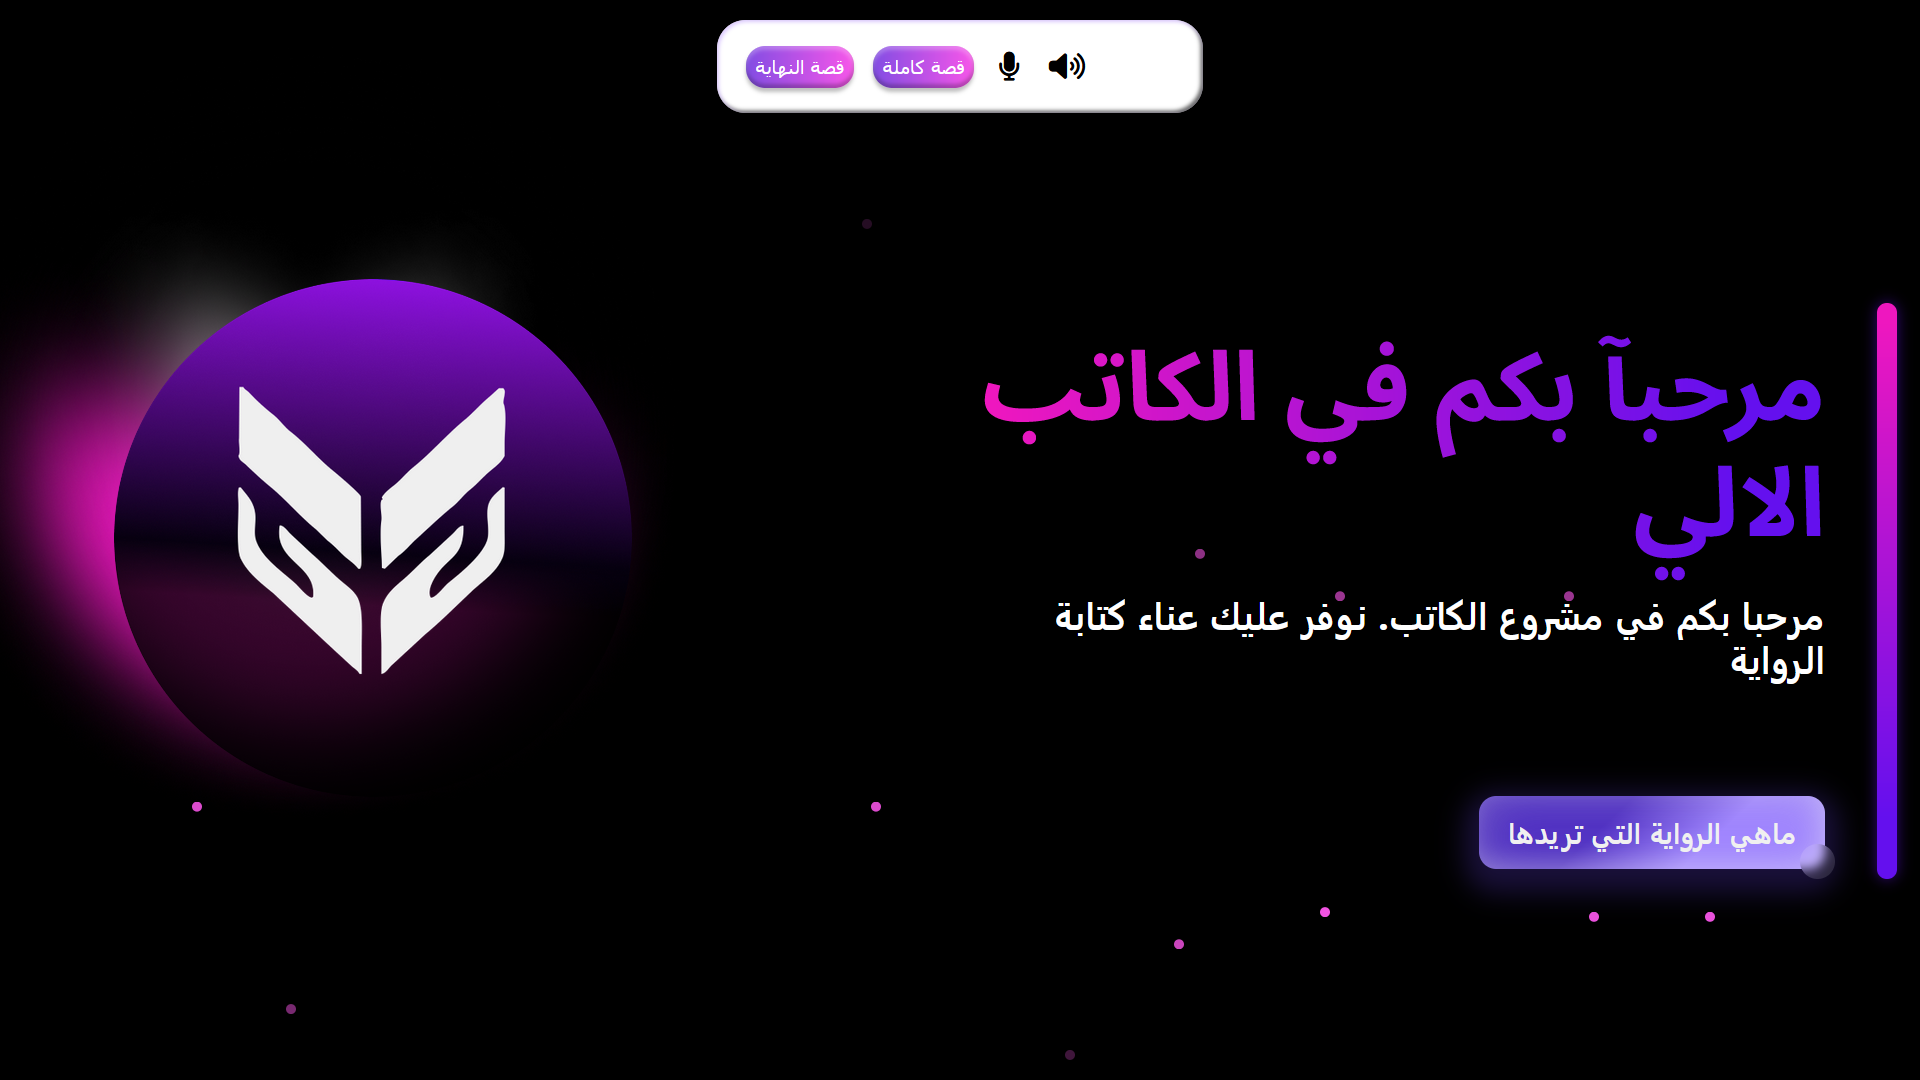 قصة كاملة
قصة النهاية
مرحبآ بكم في الكاتب
الالي
مرحبا بكم في مشروع الكاتب. نوفر عليك عناء كتابة
الرواية
ماهي الرواية التي تريدها